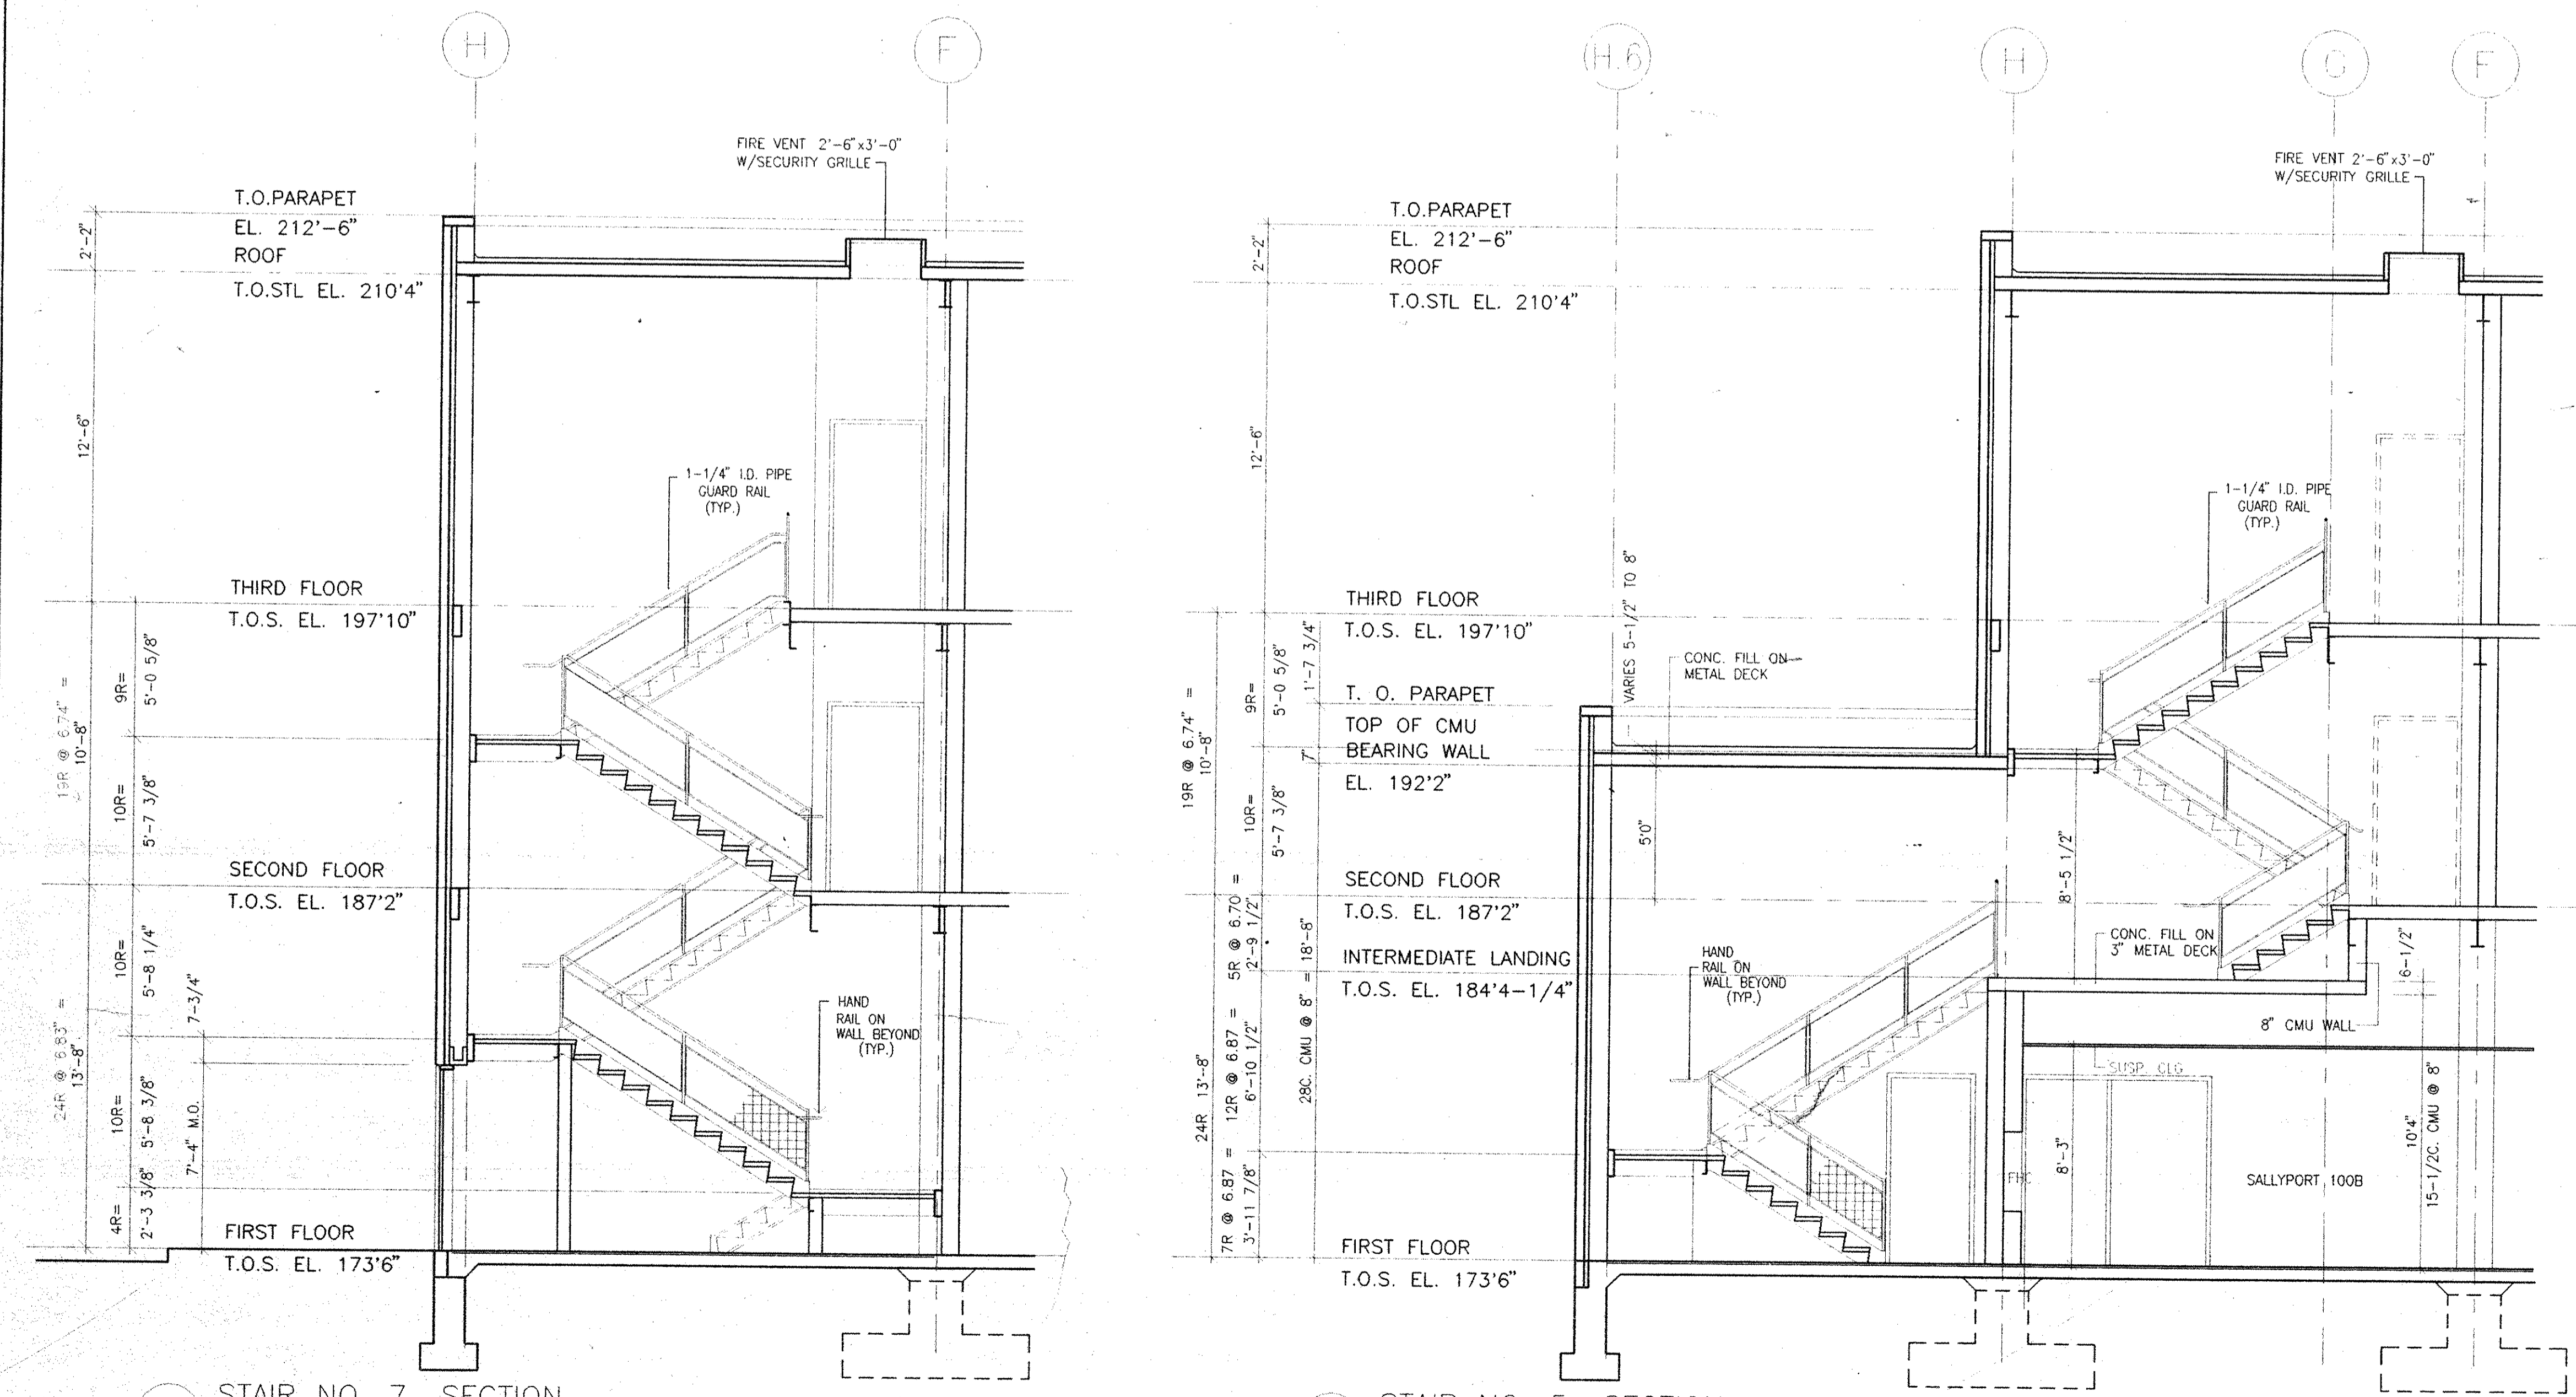 H
F
FIRE VENT 2'-6"x3'-0"
W/SECURITY GRILLE
T.O.PARAPET
EL. 212'-6"
ROOF
T.O.STL EL. 210'4"
2'-2"
12'-6"
1-1/4" I.D. PIPE
GUARD RAIL
(TYP.)
THIRD FLOOR
T.O.S. EL. 197'10"
19R @ 6.74" =
10'-8"
9R=
5'-0 5/8"
10R=
5'-7 3/8"
SECOND FLOOR
T.O.S. EL. 187'2"
24R @ 6.83" =
13'-8"
10R=
5'-8 1/4"
7-3/4"
10R=
5'-8 3/8"
7'-4" M.O.
4R=
2'-3 3/8"
HAND
RAIL ON
WALL BEYOND
(TYP.)
FIRST FLOOR
T.O.S. EL. 173'6"
STAIR NO. 7 SECTION
H.6
H
G
F
FIRE VENT 2'-6"x3'-0"
W/SECURITY GRILLE
T.O.PARAPET
EL. 212'-6"
ROOF
T.O.STL EL. 210'4"
2'-2"
12'-6"
1-1/4" I.D. PIPE
GUARD RAIL
(TYP.)
THIRD FLOOR
T.O.S. EL. 197'10"
VARIES 5-1/2" TO 8"
CONC. FILL ON
METAL DECK
T. O. PARAPET
TOP OF CMU
BEARING WALL
EL. 192'2"
19R @ 6.74" =
10'-8"
9R=
5'-0 5/8"
1'-7 3/4"
7"
10R=
5'-7 3/8"
5'0"
8'-5 1/2"
SECOND FLOOR
T.O.S. EL. 187'2"
INTERMEDIATE LANDING
T.O.S. EL. 184'4-1/4"
HAND
RAIL ON
WALL BEYOND
(TYP.)
CONC. FILL ON
3" METAL DECK
6-1/2"
8" CMU WALL
SUSP. CLG
24R 13'-8"
5R @ 6.70 =
2'-9 1/2"
12R @ 6.87 =
6'-10 1/2"
7R @ 6.87 =
3'-11 7/8"
28C. CMU @ 8" = 18'-8"
8'-3"
FHC
SALLYPORT 100B
10'4"
15-1/2C. CMU @ 8"
FIRST FLOOR
T.O.S. EL. 173'6"